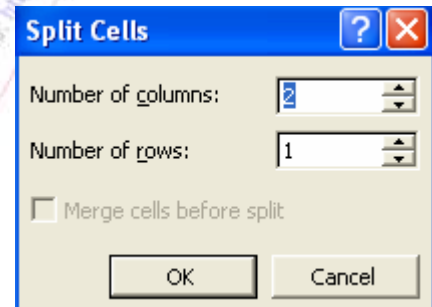 Split Cells
Number of columns: 2
Number of rows: 1
Merge cells before split
OK Cancel